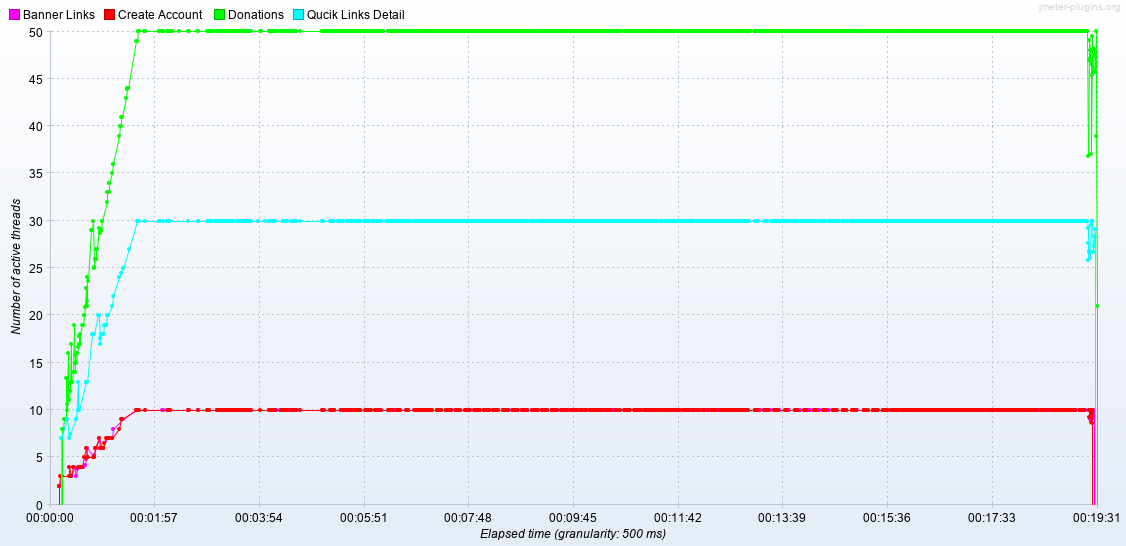 Banner Links Create Account Donations Qucik Links Detail
jmeter-plugins.org
50
45
40
35
30
25
20
15
10
5
0
Number of active threads
00:00:00 00:01:57 00:03:54 00:05:51 00:07:48 00:09:45 00:11:42 00:13:39 00:15:36 00:17:33 00:19:31
Elapsed time (granularity: 500 ms)